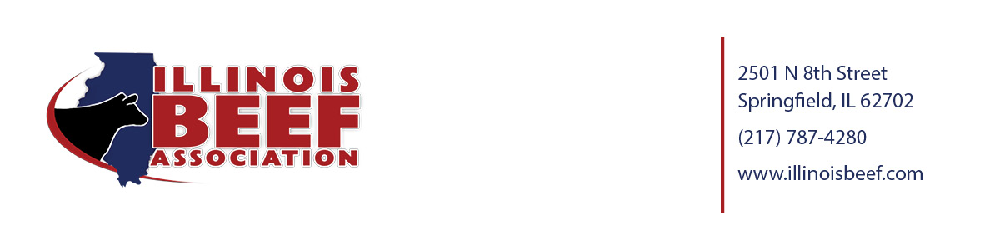 ILLINOIS
BEEF
ASSOCIATION
2501 N 8th Street
Springfield, IL 62702
(217) 787-4280
www.illinoisbeef.com